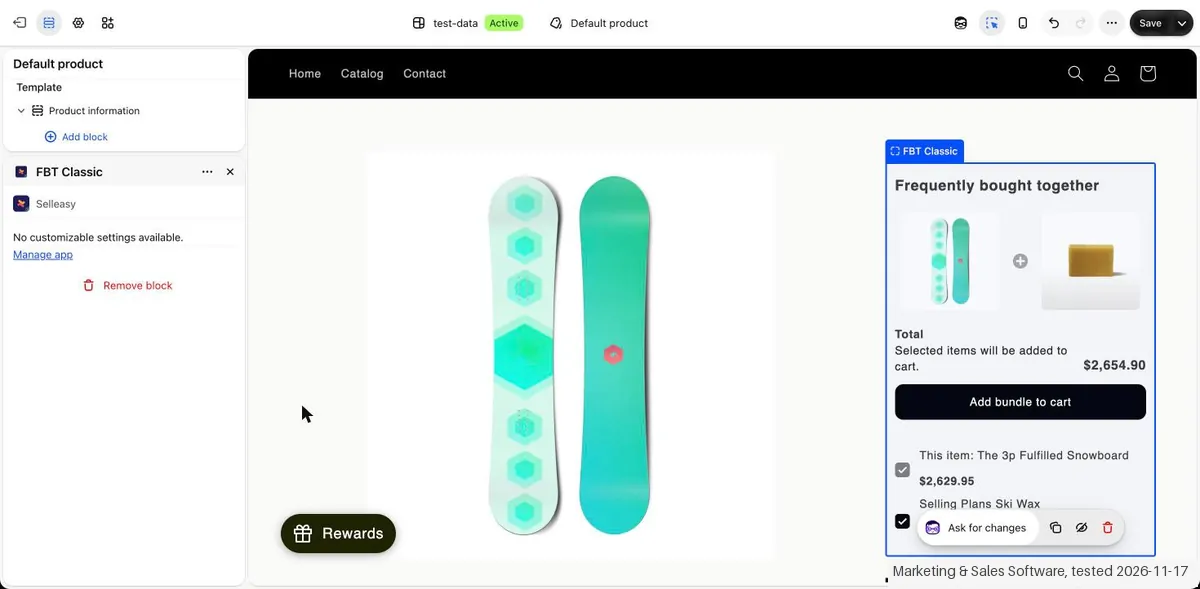 test-data Active Default product Save
Default product
Template
Product information
Add block
FBT Classic
Selleasy
No customizable settings available.
Manage app
Remove block
Home Catalog Contact
FBT Classic
Frequently bought together
Total
Selected items will be added to
cart.
$2,654.90
Add bundle to cart
This item: The 3p Fulfilled Snowboard
$2,629.95
Selling Plans Ski Wax
Ask for changes
Rewards
Marketing & Sales Software, tested 2026-11-17